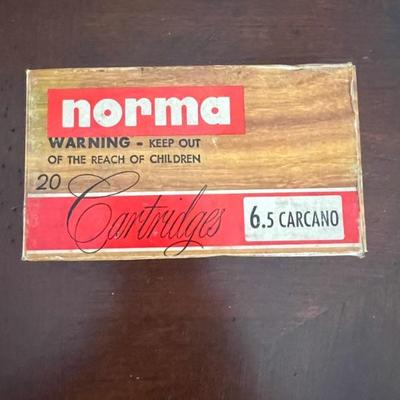 norma
WARNING - KEEP OUT
OF THE REACH OF CHILDREN
20
Cartridges
6.5 CARCANO